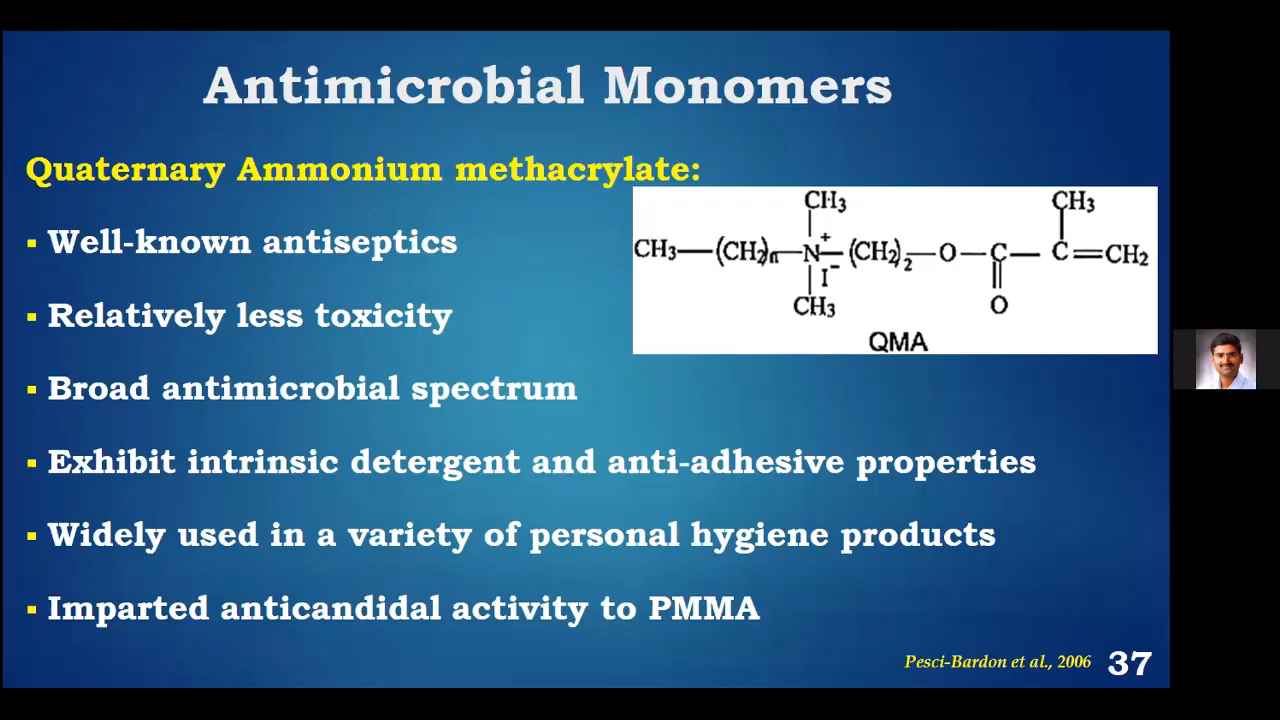 Antimicrobial Monomers
Quaternary Ammonium methacrylate:
▪ Well-known antiseptics
▪ Relatively less toxicity
▪ Broad antimicrobial spectrum
▪ Exhibit intrinsic detergent and anti-adhesive properties
▪ Widely used in a variety of personal hygiene products
▪ Imparted anticandidal activity to PMMA
CH3 CH3
CH3—(CH2)n—N+—(CH2)2—O—C—C=CH2
I-
CH3 O
QMA
Pesci-Bardon et al., 2006 37